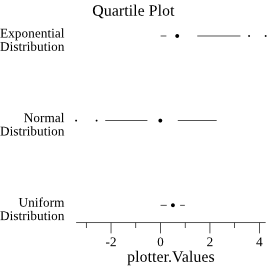 Quartile Plot
Exponential
Distribution
Normal
Distribution
Uniform
Distribution
-2 0 2 4
plotter.Values